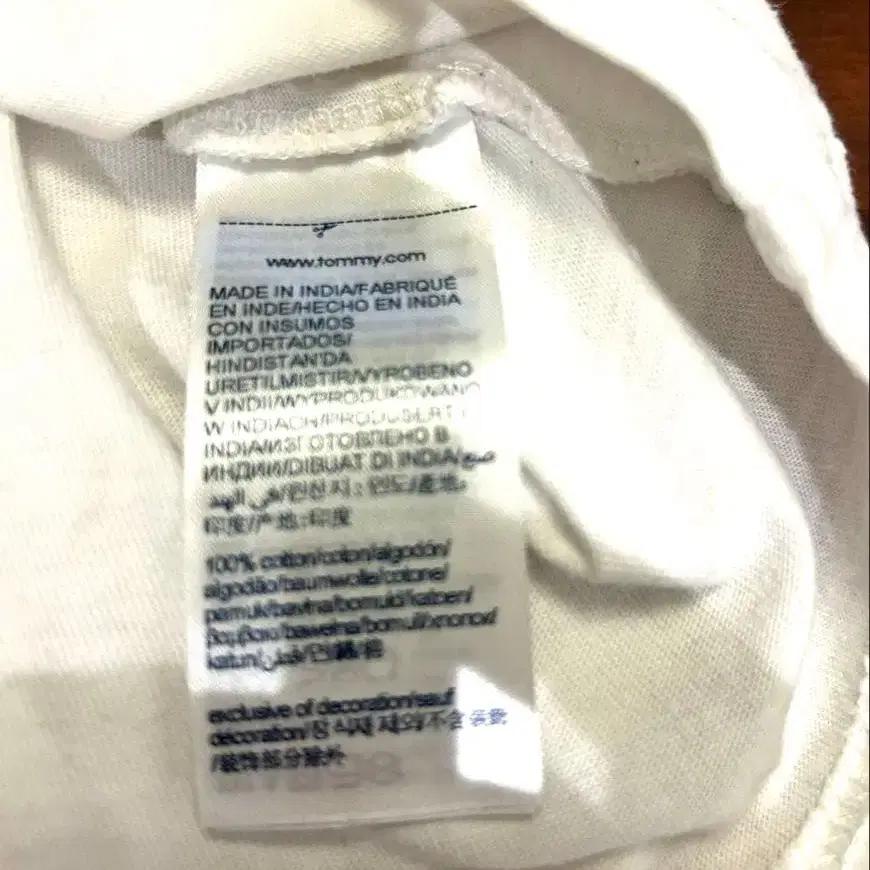 www.tommy.com
MADE IN INDIA/FABRIQUÉ
EN INDE/HECHO EN INDIA
CON INSUMOS
IMPORTADOS/
HINDISTAN'DA
URETILMISTIR/VYROBENO
V INDII/WYPRODUKOWANO
W INDIACH/PRODUSERT I
INDIA/ИЗГОТОВЛЕНО В
ИНДИИ/DIBUAT DI INDIA/صنع
في الهند/원산지: 인도/產地:
印度/产地:印度
100% cotton/coton/algodón/
algodão/baumwolle/cotone/
pamuk/bavlna/bomuld/katoen/
/bawełna/bomull/хлопок/
katun/قطن/면/棉/棉
exclusive of decoration/sauf
décoration/장식제외/不含裝飾
/装饰部分除外